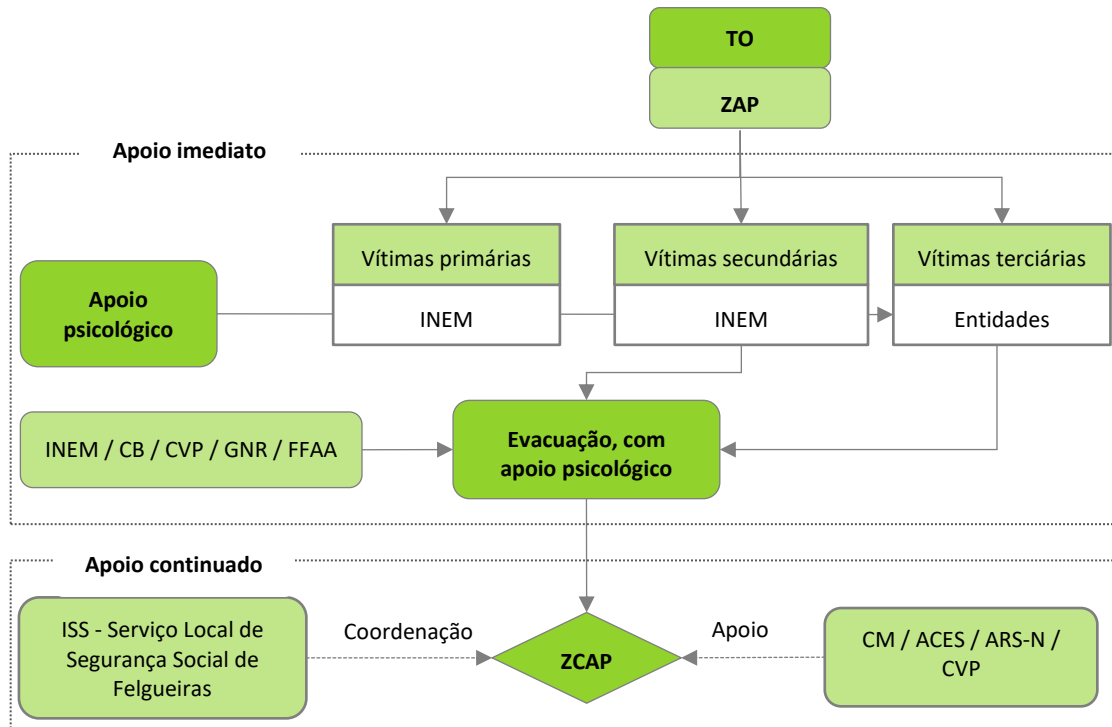 TO
ZAP
Apoio imediato
Vítimas primárias
Vítimas secundárias
Vítimas terciárias
Apoio
psicológico
INEM
INEM
Entidades
INEM / CB / CVP / GNR / FFAA
Evacuação, com
apoio psicológico
Apoio continuado
ISS - Serviço Local de
Segurança Social de
Felgueiras
Coordenação
ZCAP
Apoio
CM / ACES / ARS-N /
CVP